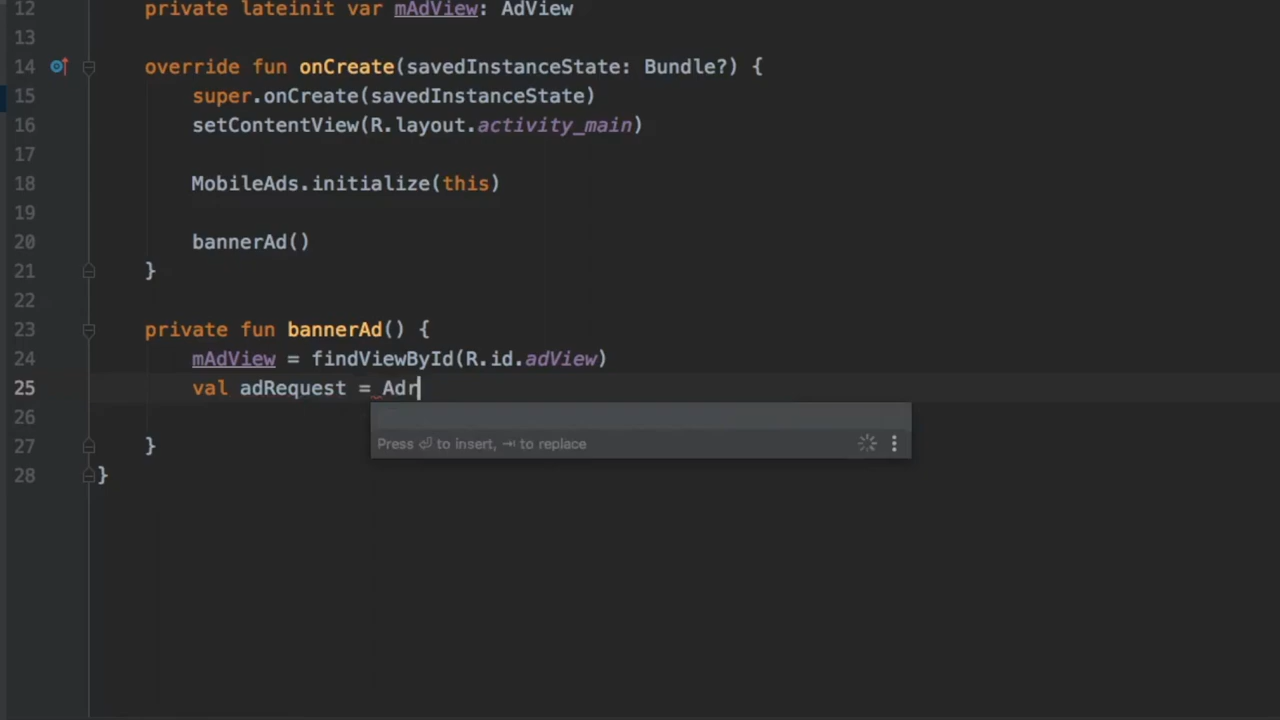 12 private lateinit var mAdView: AdView
13
14 override fun onCreate(savedInstanceState: Bundle?) {
15 super.onCreate(savedInstanceState)
16 setContentView(R.layout.activity_main)
17
18 MobileAds.initialize(this)
19
20 bannerAd()
21 }
22
23 private fun bannerAd() {
24 mAdView = findViewById(R.id.adView)
25 val adRequest = Adr
26
Press ⏎ to insert, ⇥ to replace
27 }
28 }